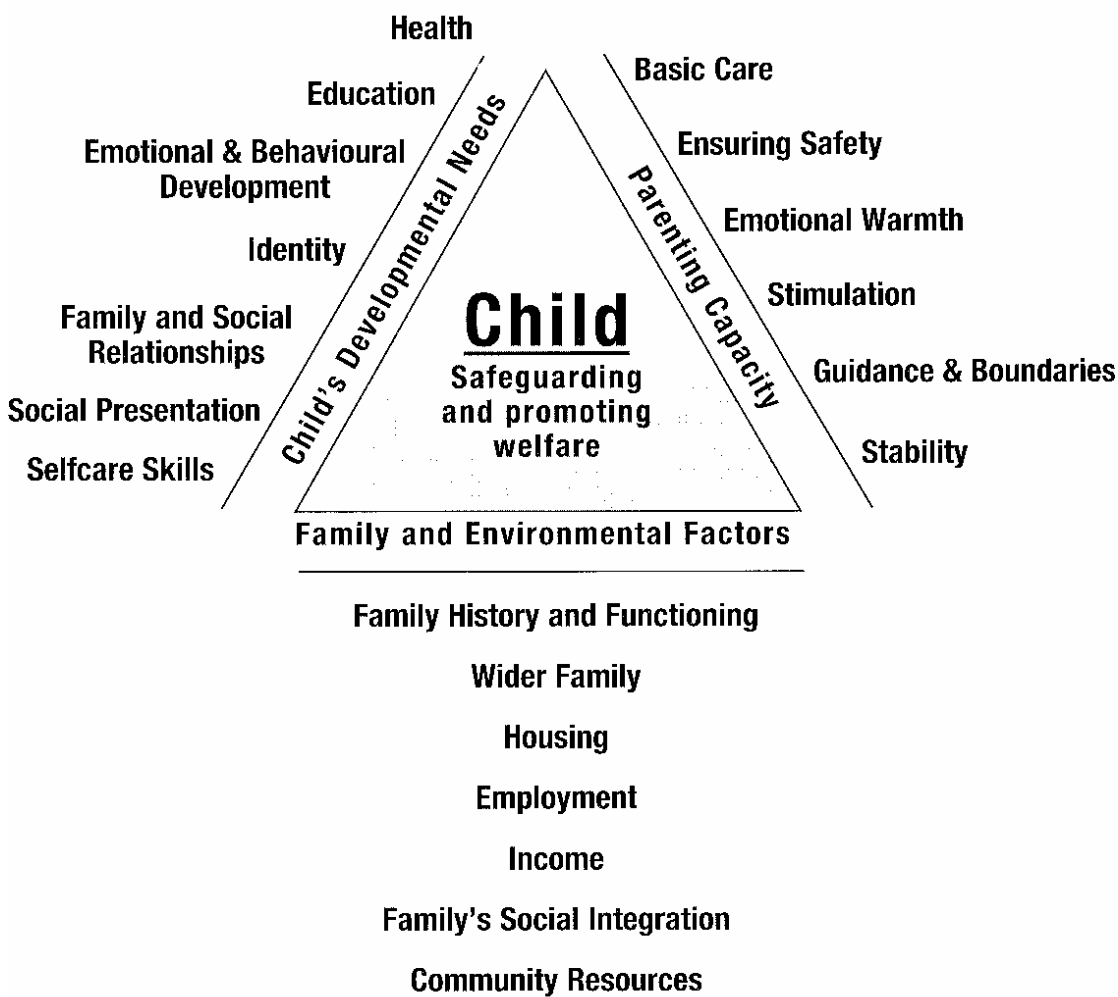 Health
Education
Emotional & Behavioural
Development
Identity
Family and Social
Relationships
Social Presentation
Selfcare Skills
Child's Developmental Needs
Child
Safeguarding
and promoting
welfare
Parenting Capacity
Basic Care
Ensuring Safety
Emotional Warmth
Stimulation
Guidance & Boundaries
Stability
Family and Environmental Factors
Family History and Functioning
Wider Family
Housing
Employment
Income
Family's Social Integration
Community Resources